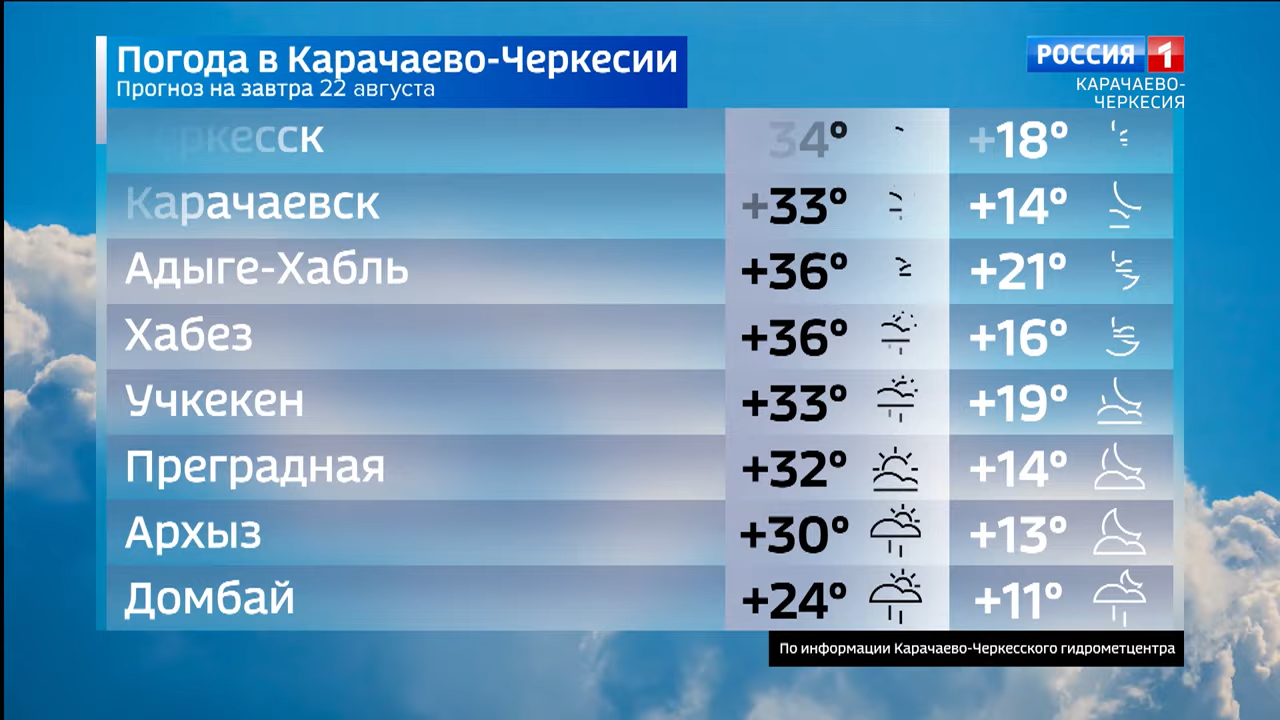 Погода в Карачаево-Черкесии
Прогноз на завтра 22 августа
РОССИЯ 1
КАРАЧАЕВО-
ЧЕРКЕСИЯ
Черкесск 34° +18°
Карачаевск +33° +14°
Адыге-Хабль +36° +21°
Хабез +36° +16°
Учкекен +33° +19°
Преградная +32° +14°
Архыз +30° +13°
Домбай +24° +11°
По информации Карачаево-Черкесского гидрометцентра